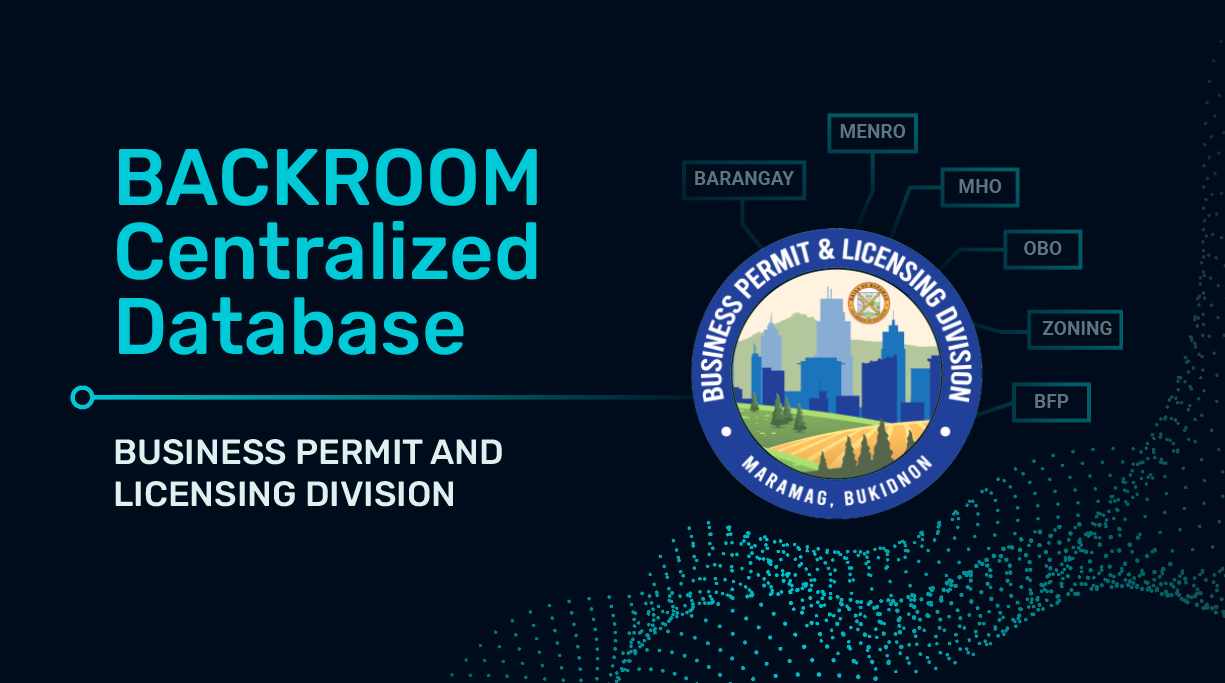 BACKROOM
Centralized
Database
BUSINESS PERMIT AND
LICENSING DIVISION
BARANGAY
MENRO
MHO
OBO
ZONING
BFP
BUSINESS PERMIT & LICENSING DIVISION
MARAMAG, BUKIDNON